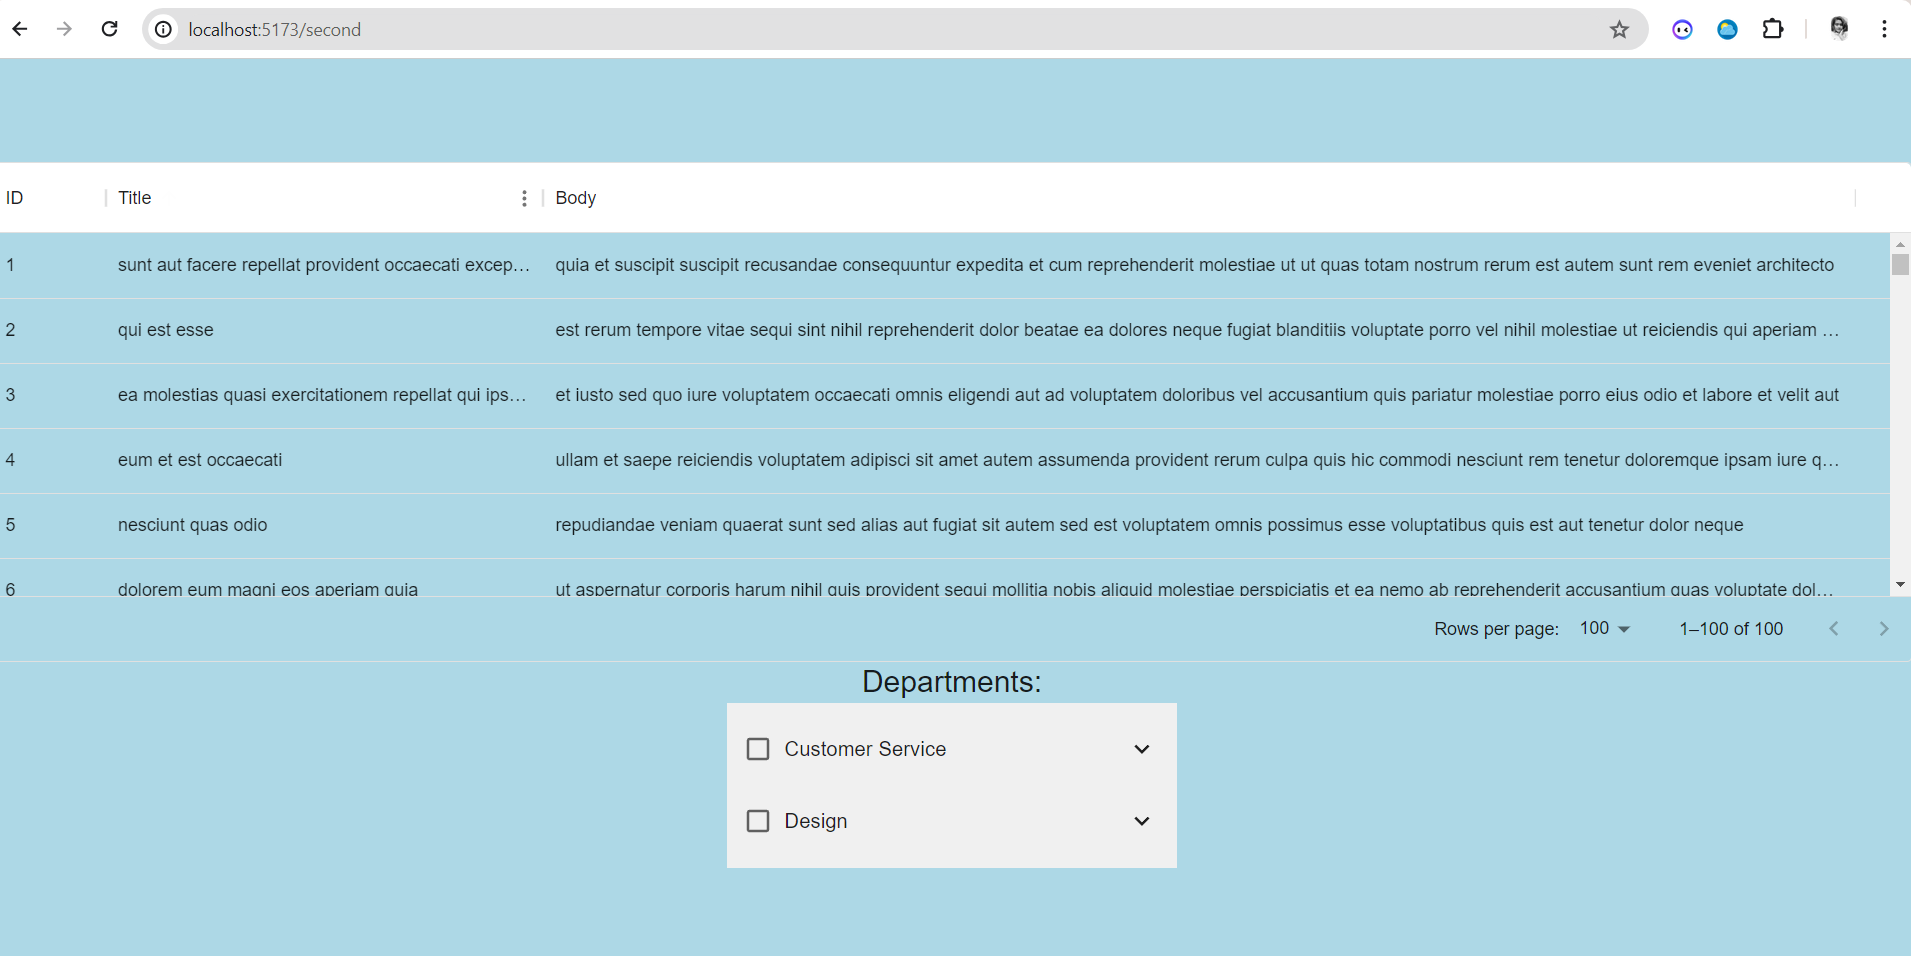 localhost:5173/second
ID Title Body
1 sunt aut facere repellat provident occaecati excep… quia et suscipit suscipit recusandae consequuntur expedita et cum reprehenderit molestiae ut ut quas totam nostrum rerum est autem sunt rem eveniet architecto
2 qui est esse est rerum tempore vitae sequi sint nihil reprehenderit dolor beatae ea dolores neque fugiat blanditiis voluptate porro vel nihil molestiae ut reiciendis qui aperiam …
3 ea molestias quasi exercitationem repellat qui ips… et iusto sed quo iure voluptatem occaecati omnis eligendi aut ad voluptatem doloribus vel accusantium quis pariatur molestiae porro eius odio et labore et velit aut
4 eum et est occaecati ullam et saepe reiciendis voluptatem adipisci sit amet autem assumenda provident rerum culpa quis hic commodi nesciunt rem tenetur doloremque ipsam iure q…
5 nesciunt quas odio repudiandae veniam quaerat sunt sed alias aut fugiat sit autem sed est voluptatem omnis possimus esse voluptatibus quis est aut tenetur dolor neque
6 dolorem eum magni eos aperiam quia ut aspernatur corporis harum nihil quis provident sequi mollitia nobis aliquid molestiae perspiciatis et ea nemo ab reprehenderit accusantium quas voluptate dol…
Rows per page: 100 1–100 of 100
Departments:
Customer Service
Design